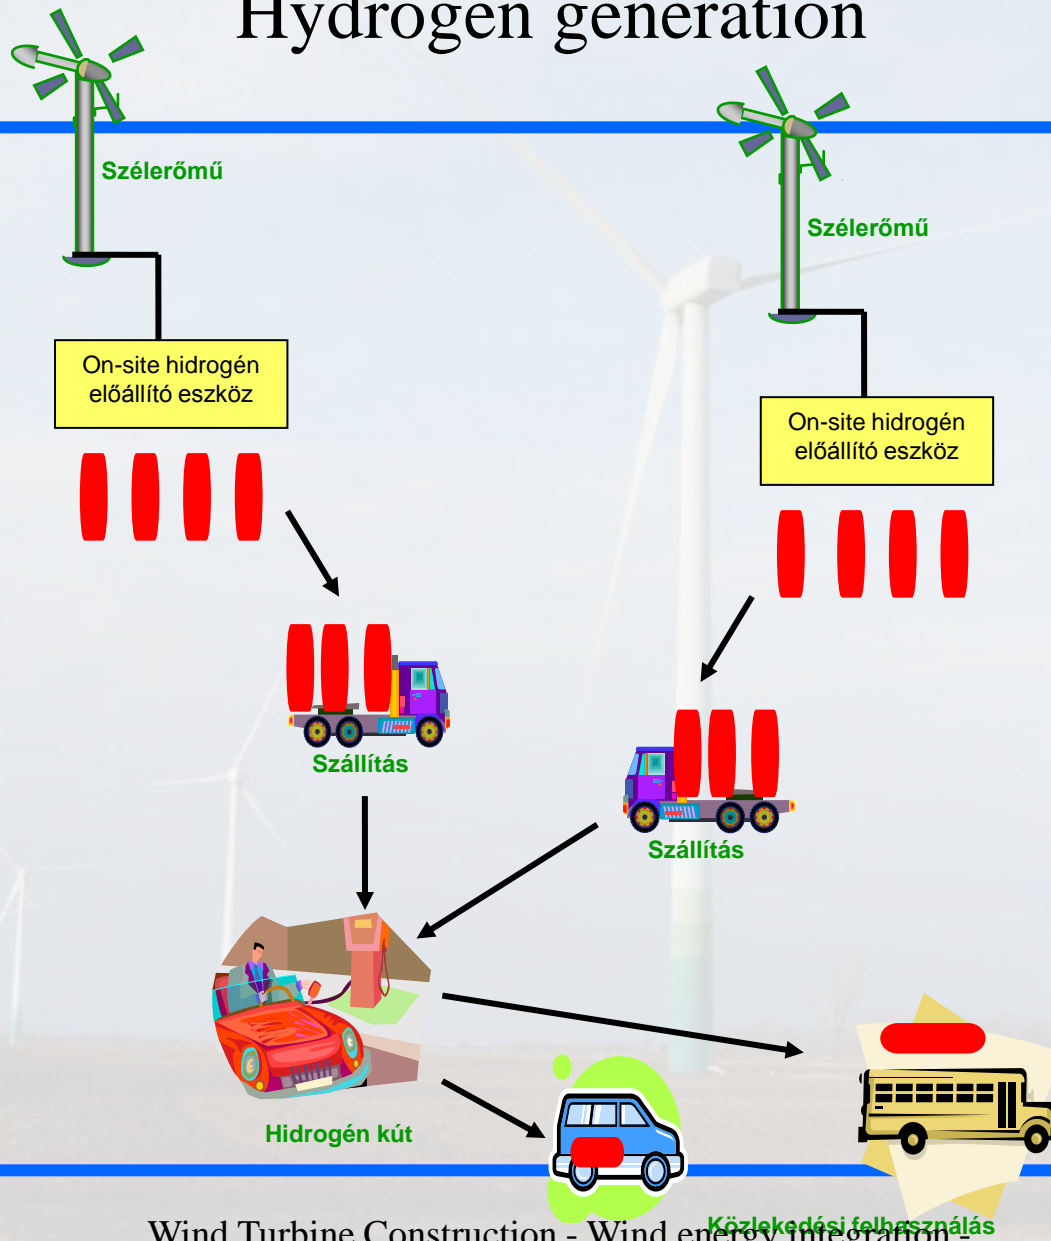 Hydrogen generation
Szélerőmű
Szélerőmű
On-site hidrogén
előállító eszköz
On-site hidrogén
előállító eszköz
Szállítás
Szállítás
Hidrogén kút
Közlekedési felhasználás
Wind Turbine Construction - Wind energy integration -